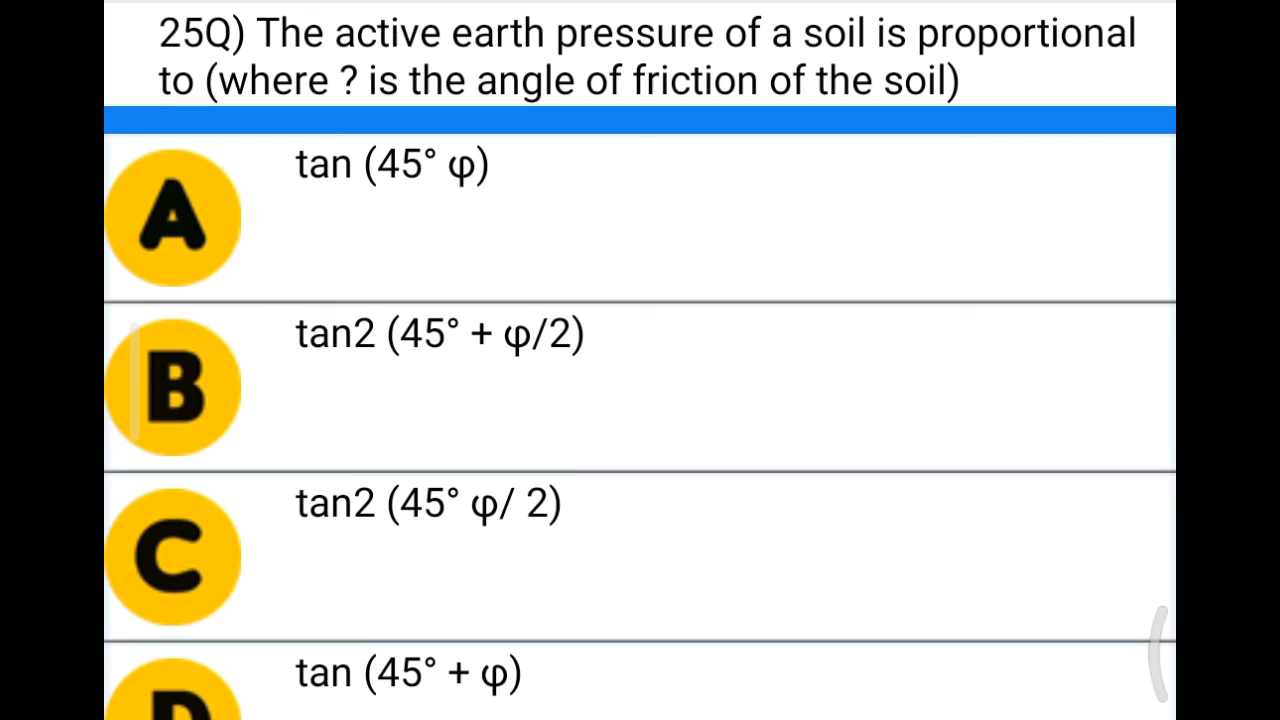 25Q) The active earth pressure of a soil is proportional
to (where ? is the angle of friction of the soil)
A
tan (45° φ)
B
tan2 (45° + φ/2)
C
tan2 (45° φ/ 2)
D
tan (45° + φ)